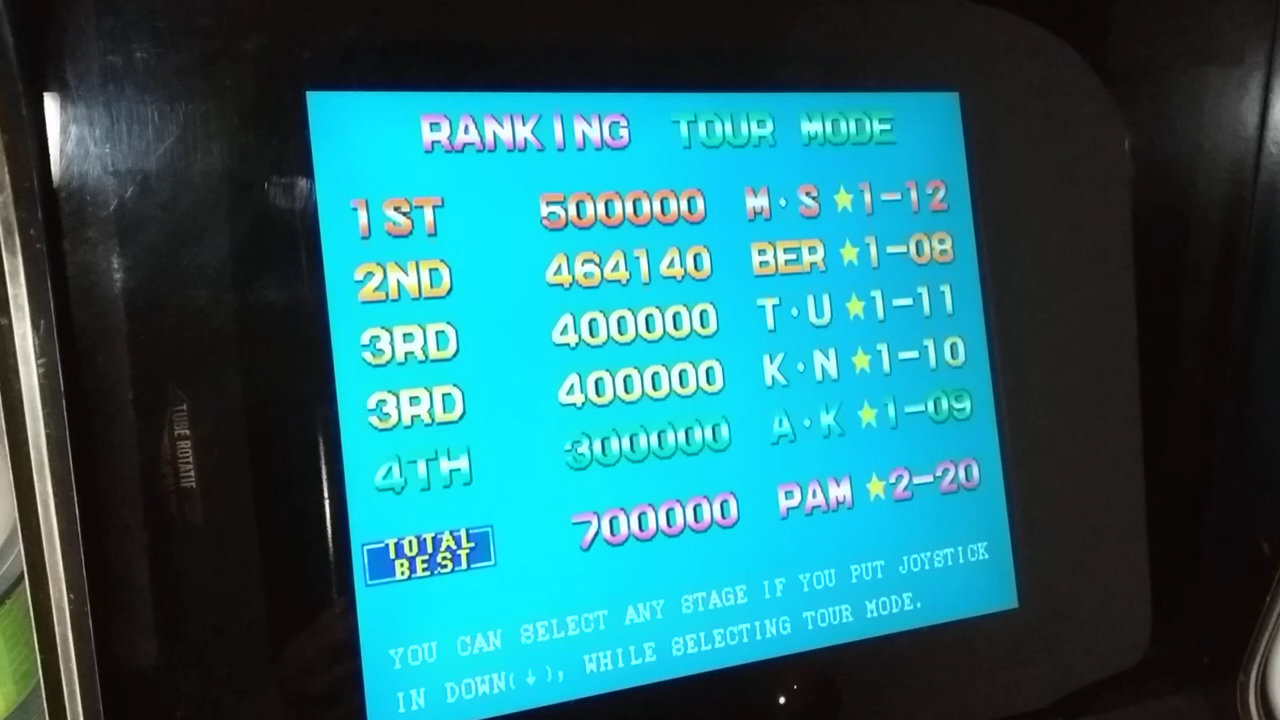 RANKING TOUR MODE
1ST 500000 M·S ★1-12
2ND 464140 BER ★1-08
3RD 400000 T·U ★1-11
3RD 400000 K·N ★1-10
4TH 300000 A·K ★1-09
TOTAL BEST 700000 PAM ★2-20
YOU CAN SELECT ANY STAGE IF YOU PUT JOYSTICK
IN DOWN(↓), WHILE SELECTING TOUR MODE.
TUBE ROTATIF